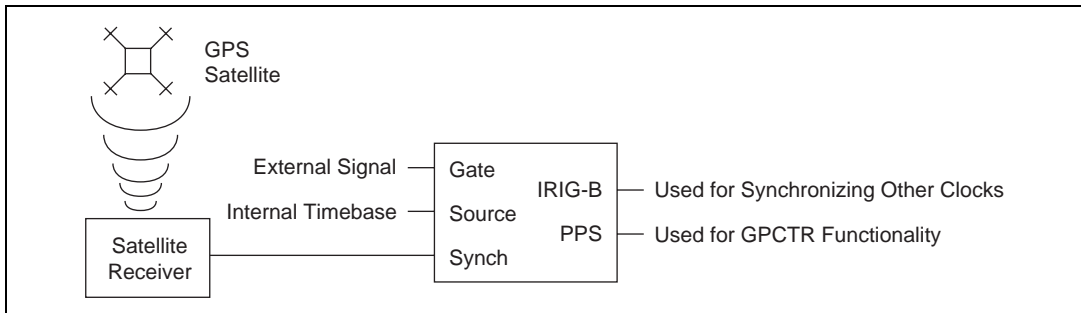 GPS
Satellite
External Signal
Gate
IRIG-B
Used for Synchronizing Other Clocks
Internal Timebase
Source
PPS
Used for GPCTR Functionality
Satellite
Receiver
Synch